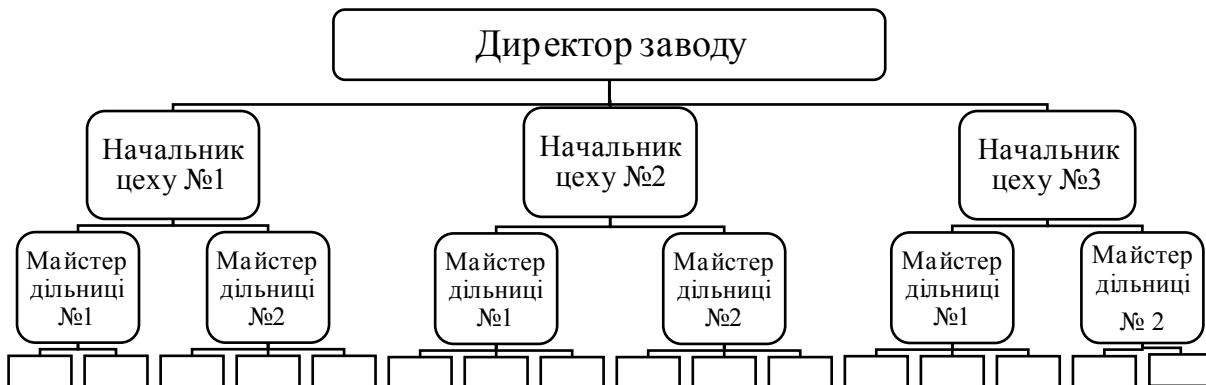 Директор заводу
Начальник
цеху №1
Начальник
цеху №2
Начальник
цеху №3
Майстер
дільниці
№1
Майстер
дільниці
№2
Майстер
дільниці
№1
Майстер
дільниці
№2
Майстер
дільниці
№1
Майстер
дільниці
№ 2